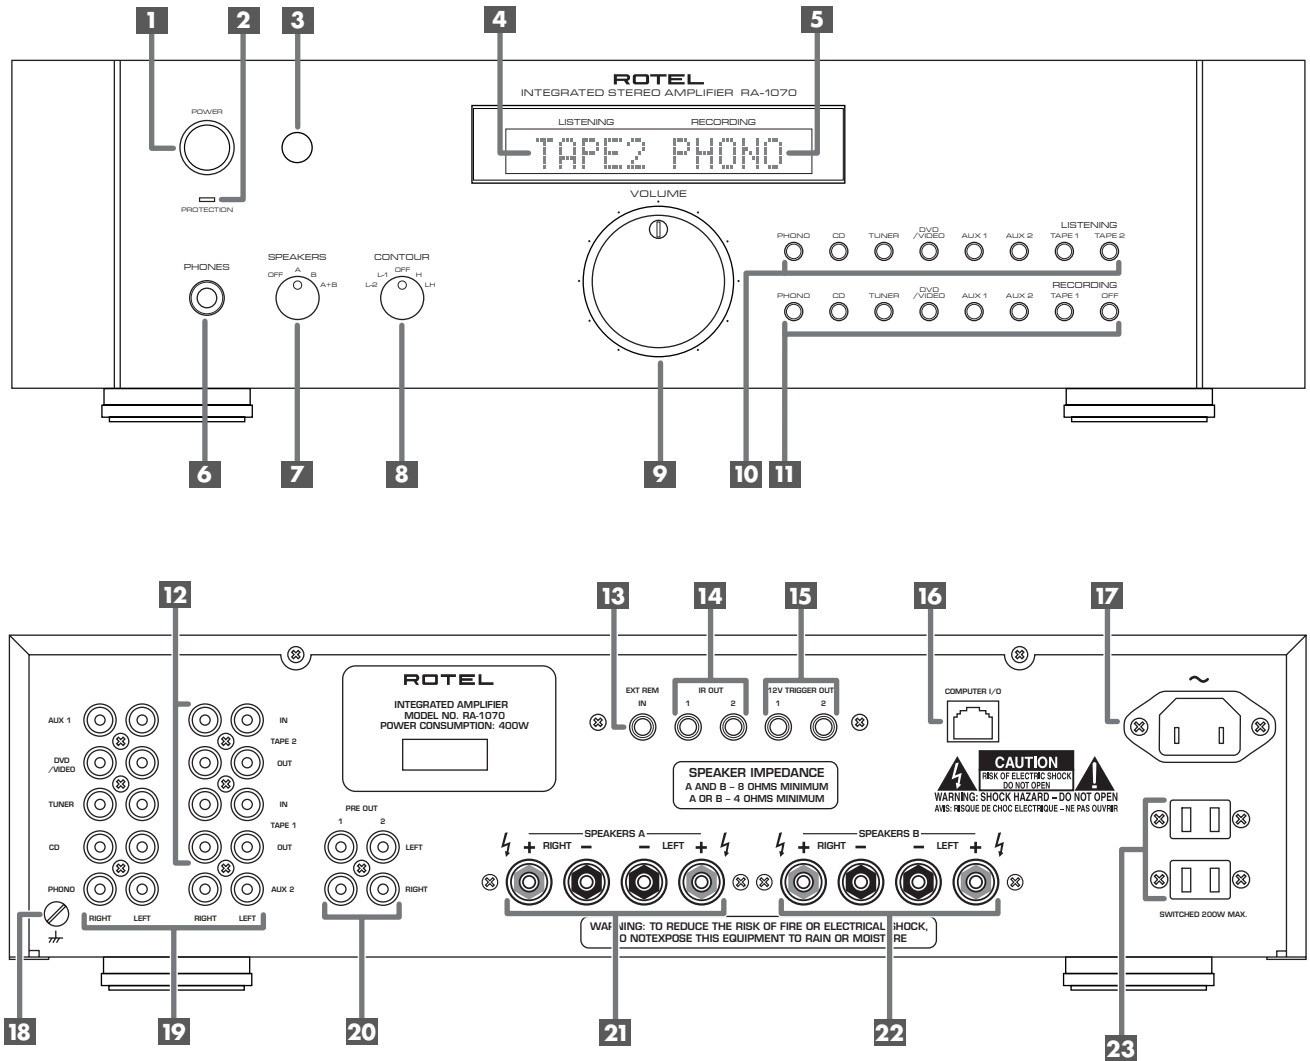 1 2 3 4 5
ROTEL
INTEGRATED STEREO AMPLIFIER RA-1070
POWER
LISTENING RECORDING
TAPE2 PHONO
PROTECTION
VOLUME
LISTENING
PHONO CD TUNER DVD /VIDEO AUX 1 AUX 2 TAPE 1 TAPE 2
PHONES
SPEAKERS
OFF A B A+B
CONTOUR
L-2 L-1 OFF H LH
RECORDING
PHONO CD TUNER DVD /VIDEO AUX 1 AUX 2 TAPE 1 OFF
6 7 8 9 10 11
12 13 14 15 16 17
ROTEL
INTEGRATED AMPLIFIER
MODEL NO. RA-1070
POWER CONSUMPTION: 400W
AUX 1
DVD
/VIDEO
TUNER
CD
PHONO
IN
TAPE 2
OUT
IN
TAPE 1
OUT
AUX 2
RIGHT LEFT RIGHT LEFT
PRE OUT
1 2
LEFT
RIGHT
EXT REM
IN
IR OUT
1 2
12V TRIGGER OUT
1 2
COMPUTER I/O
~
SPEAKER IMPEDANCE
A AND B – 8 OHMS MINIMUM
A OR B – 4 OHMS MINIMUM
CAUTION
RISK OF ELECTRIC SHOCK
DO NOT OPEN
WARNING: SHOCK HAZARD – DO NOT OPEN
AVIS: RISQUE DE CHOC ELECTRIQUE – NE PAS OUVRIR
SPEAKERS A
+ RIGHT – – LEFT +
SPEAKERS B
+ RIGHT – – LEFT +
SWITCHED 200W MAX.
WARNING: TO REDUCE THE RISK OF FIRE OR ELECTRICAL SHOCK,
DO NOTEXPOSE THIS EQUIPMENT TO RAIN OR MOISTURE
18 19 20 21 22 23